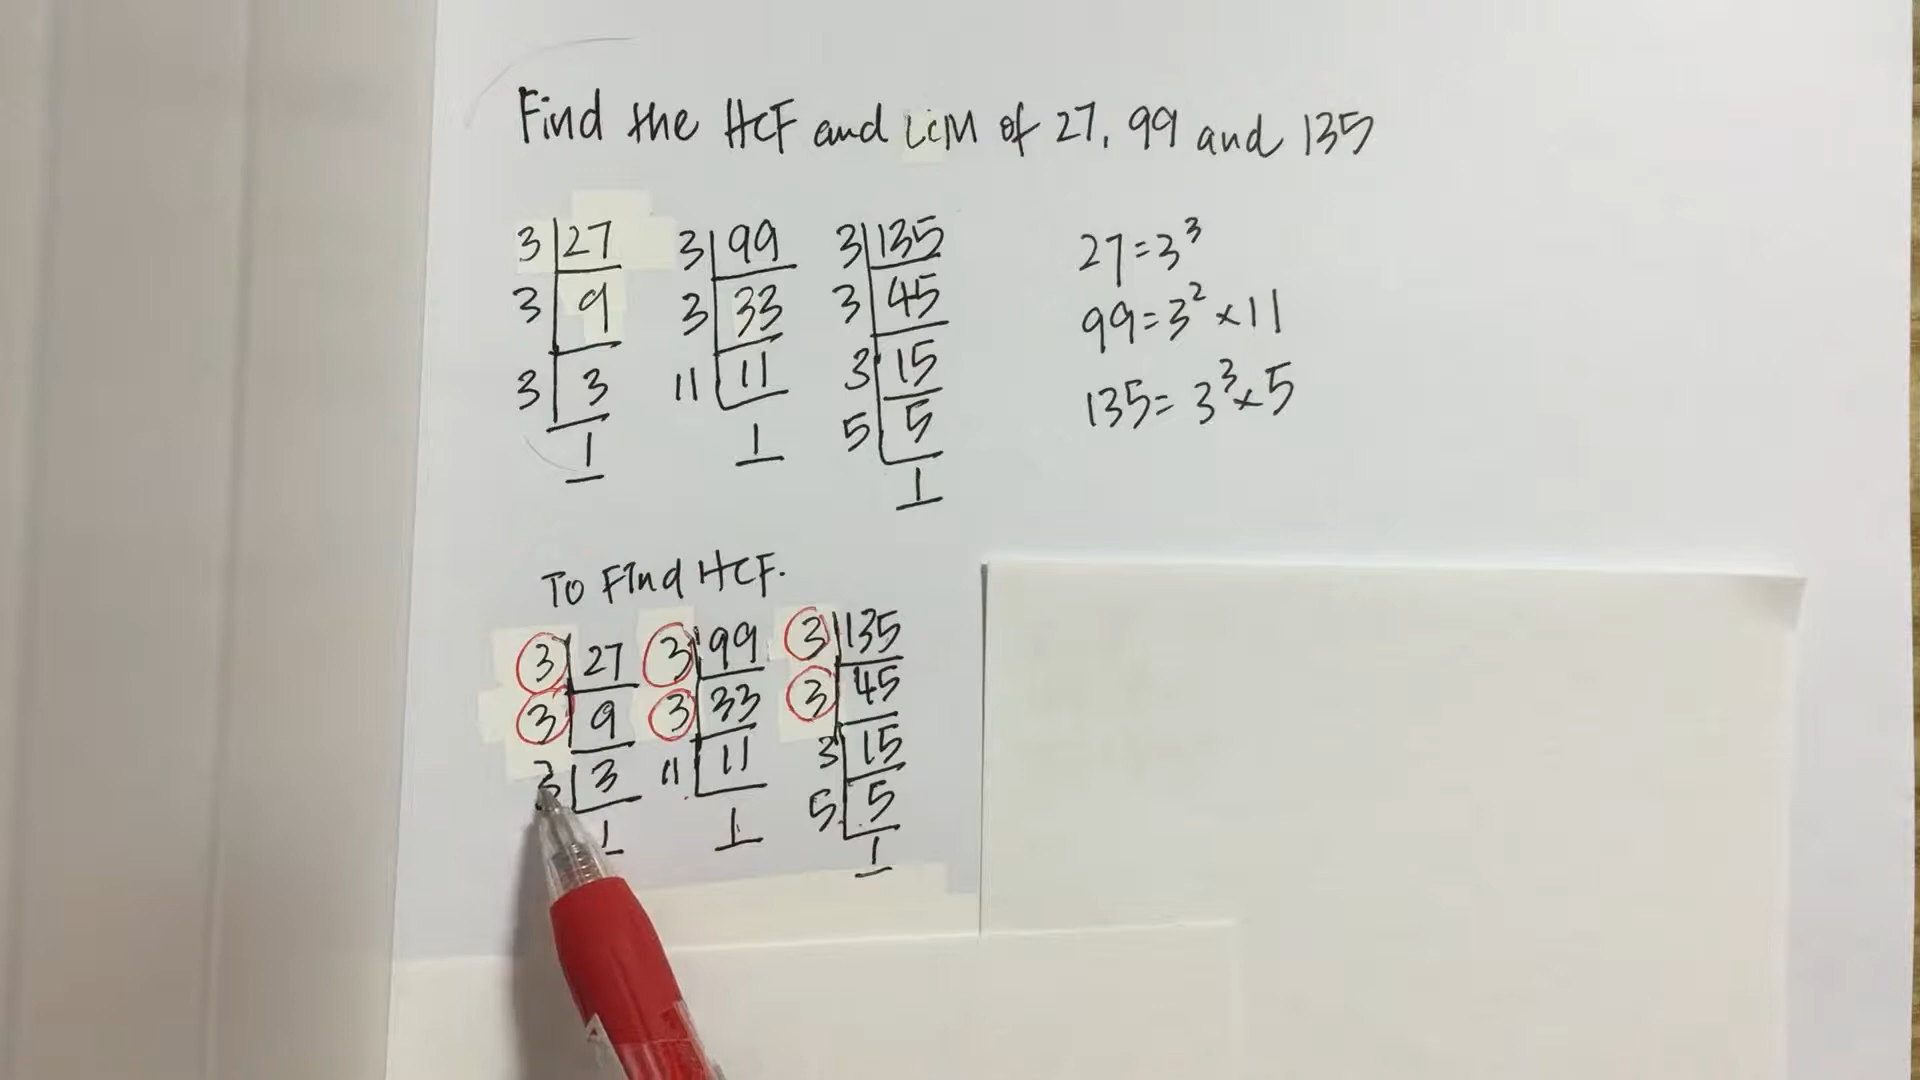 Find the HCF and LCM of 27, 99 and 135
3 27 3 99 3 135
3 9 3 33 3 45
3 3 11 11 3 15
1 1 5 5
1
27=3³
99=3²×11
135=3³×5
To Find HCF.
3 27 3 99 3 135
3 9 3 33 3 45
3 3 11 11 3 15
1 1 5 5
1